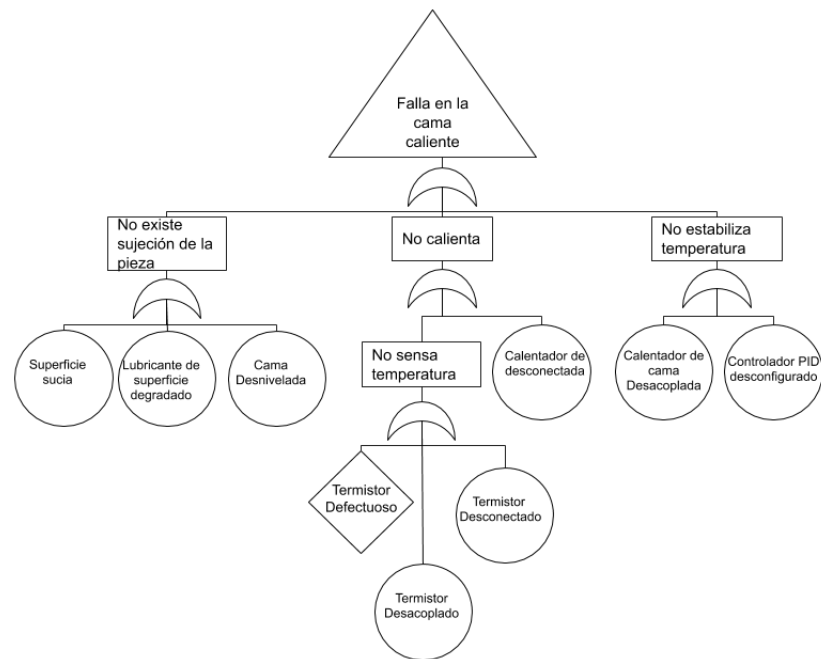 Falla en la
cama
caliente
No existe
sujeción de la
pieza
No calienta
No estabiliza
temperatura
Superficie
sucia
Lubricante de
superficie
degradado
Cama
Desnivelada
No sensa
temperatura
Calentador de
desconectada
Calentador de
cama
Desacoplada
Controlador PID
desconfigurado
Termistor
Defectuoso
Termistor
Desconectado
Termistor
Desacoplado